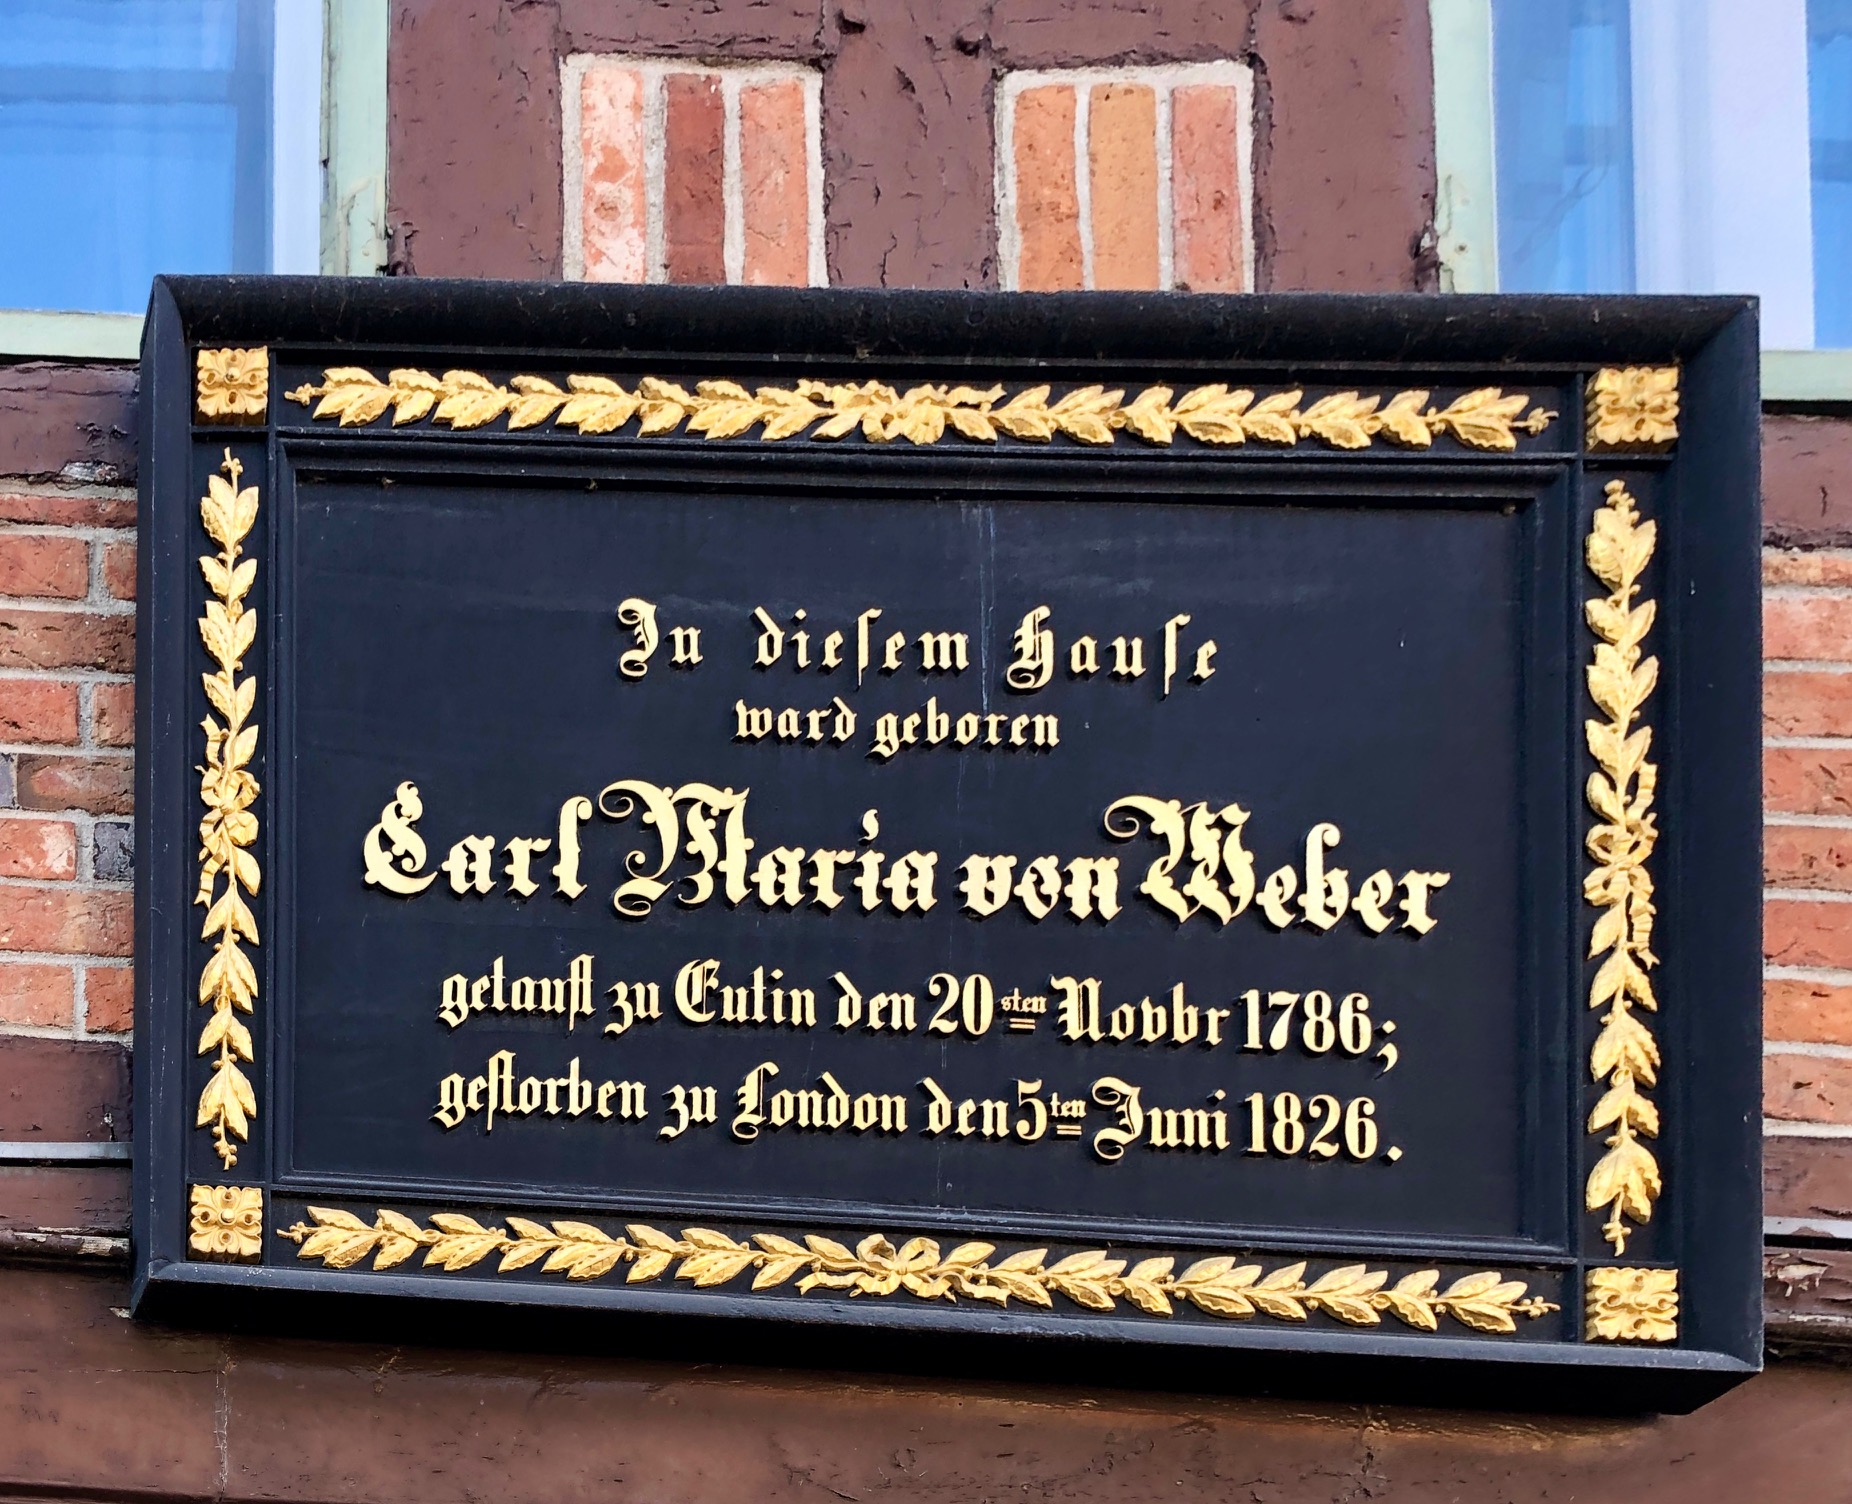 In dieſem Hauſe
ward geboren
Carl Maria von Weber
getauft zu Eutin den 20sten Novbr 1786;
geſtorben zu London den 5ten Juni 1826.